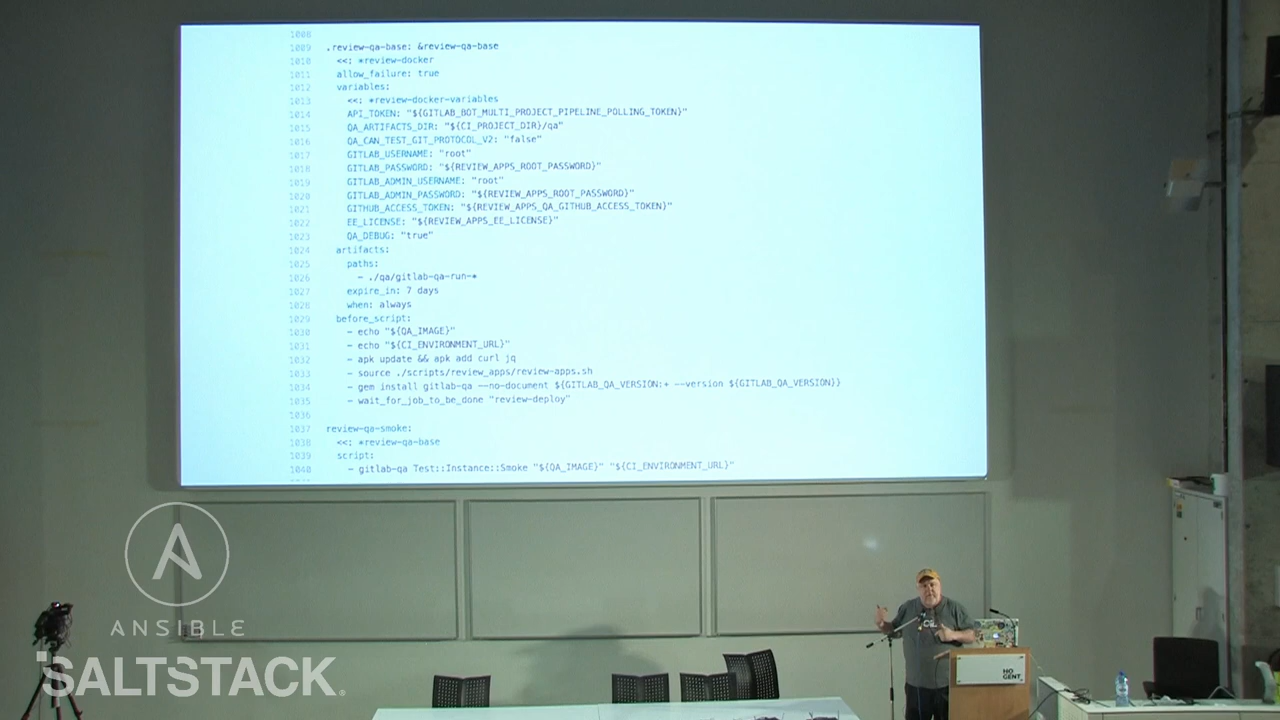 1008
1009 .review-qa-base: &review-qa-base
1010 <<: *review-docker
1011 allow_failure: true
1012 variables:
1013 <<: *review-docker-variables
1014 API_TOKEN: "${GITLAB_BOT_MULTI_PROJECT_PIPELINE_POLLING_TOKEN}"
1015 QA_ARTIFACTS_DIR: "${CI_PROJECT_DIR}/qa"
1016 QA_CAN_TEST_GIT_PROTOCOL_V2: "false"
1017 GITLAB_USERNAME: "root"
1018 GITLAB_PASSWORD: "${REVIEW_APPS_ROOT_PASSWORD}"
1019 GITLAB_ADMIN_USERNAME: "root"
1020 GITLAB_ADMIN_PASSWORD: "${REVIEW_APPS_ROOT_PASSWORD}"
1021 GITHUB_ACCESS_TOKEN: "${REVIEW_APPS_QA_GITHUB_ACCESS_TOKEN}"
1022 EE_LICENSE: "${REVIEW_APPS_EE_LICENSE}"
1023 QA_DEBUG: "true"
1024 artifacts:
1025 paths:
1026 - ./qa/gitlab-qa-run-*
1027 expire_in: 7 days
1028 when: always
1029 before_script:
1030 - echo "${QA_IMAGE}"
1031 - echo "${CI_ENVIRONMENT_URL}"
1032 - apk update && apk add curl jq
1033 - source ./scripts/review_apps/review-apps.sh
1034 - gem install gitlab-qa --no-document ${GITLAB_QA_VERSION:+ --version ${GITLAB_QA_VERSION}}
1035 - wait_for_job_to_be_done "review-deploy"
1036
1037 review-qa-smoke:
1038 <<: *review-qa-base
1039 script:
1040 - gitlab-qa Test::Instance::Smoke "${QA_IMAGE}" "${CI_ENVIRONMENT_URL}"
ANSIBLE
SALTSTACK
HO
GENT